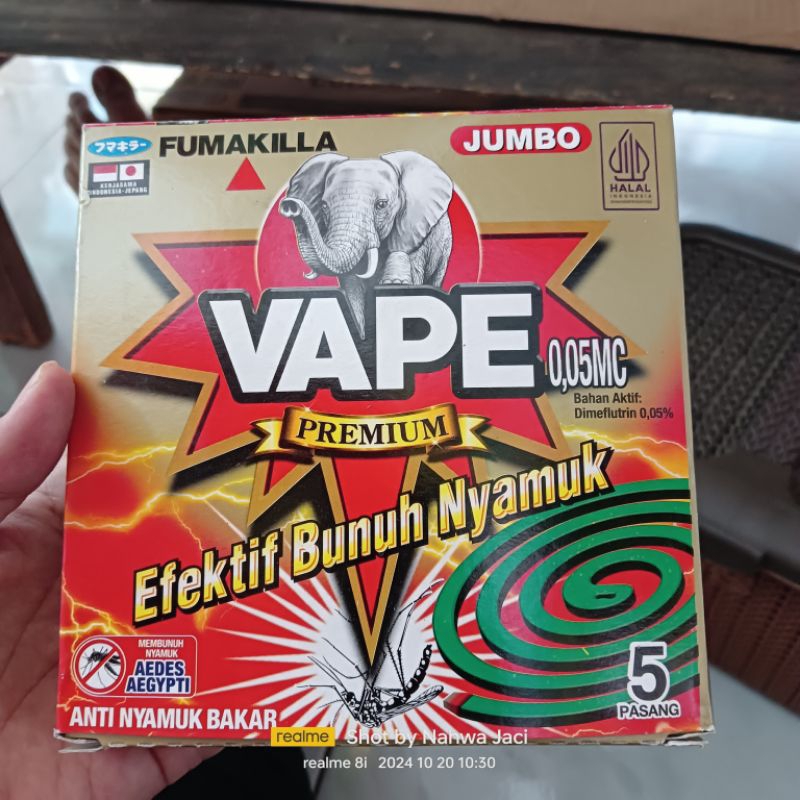 フマキラー FUMAKILLA
JUMBO
KERJASAMA
INDONESIA-JEPANG
HALAL
INDONESIA
VAPE
0,05MC
Bahan Aktif:
Dimeflutrin 0,05%
PREMIUM
Efektif Bunuh Nyamuk
MEMBUNUH
NYAMUK
AEDES
AEGYPTI
5
PASANG
ANTI NYAMUK BAKAR
realme Shot by Nanwa Jaci
realme 8i 2024 10 20 10:30